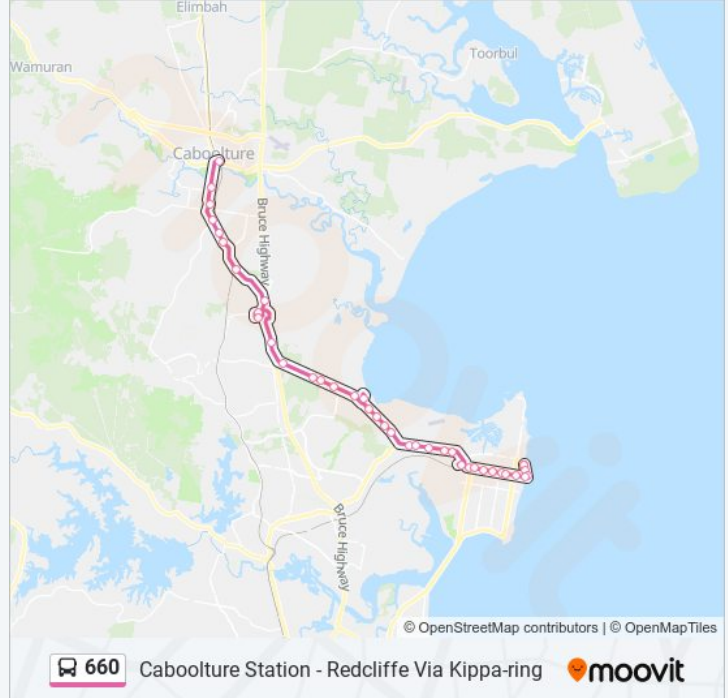 Elimbah
Wamuran
Toorbul
Caboolture
Bruce Highway
Bruce Highway
© OpenStreetMap contributors | © OpenMapTiles
660 Caboolture Station - Redcliffe Via Kippa-ring moovit